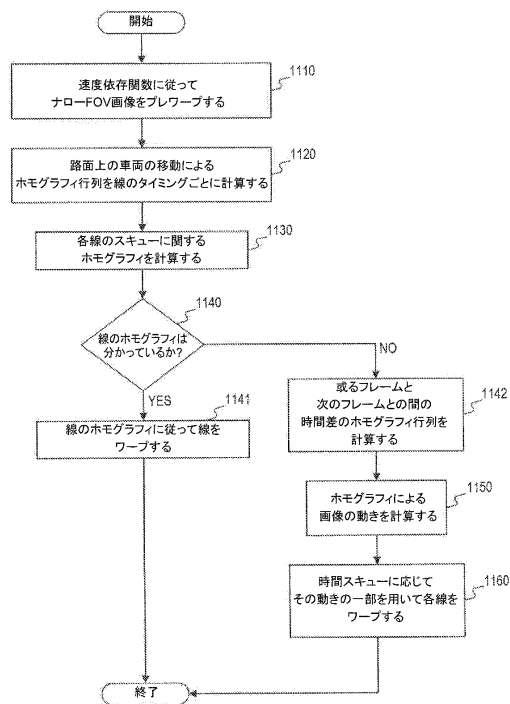 開始
速度依存関数に従って
ナローFOV画像をプレワープする
1110
路面上の車両の移動による
ホモグラフィ行列を線のタイミングごとに計算する
1120
各線のスキューに関する
ホモグラフィを計算する
1130
線のホモグラフィは
分かっているか?
1140
NO
YES
線のホモグラフィに従って線を
ワープする
1141
或るフレームと
次のフレームとの間の
時間差のホモグラフィ行列を
計算する
1142
ホモグラフィによる
画像の動きを計算する
1150
時間スキューに応じて
その動きの一部を用いて各線を
ワープする
1160
終了